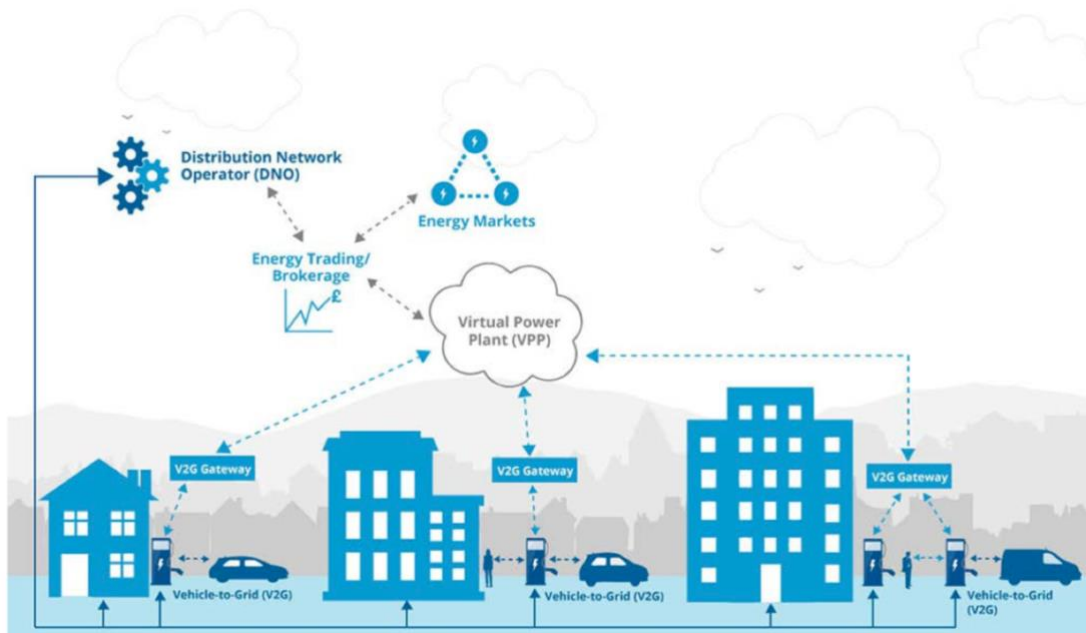 Distribution Network
Operator (DNO)
Energy Markets
Energy Trading/
Brokerage
£
Virtual Power
Plant (VPP)
V2G Gateway
V2G Gateway
V2G Gateway
Vehicle-to-Grid (V2G)
Vehicle-to-Grid (V2G)
Vehicle-to-Grid
(V2G)